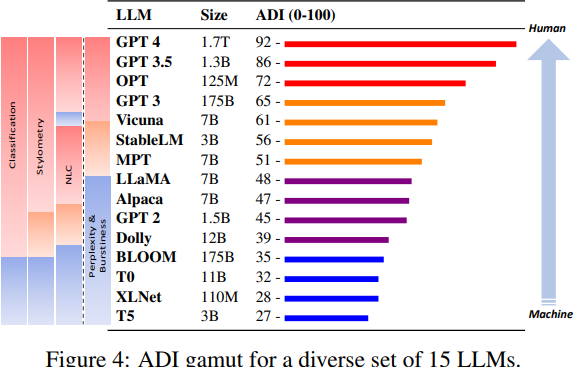 LLM Size ADI (0-100)
Human
GPT 4 1.7T 92 -
GPT 3.5 1.3B 86 -
OPT 125M 72 -
GPT 3 175B 65 -
Vicuna 7B 61 -
StableLM 3B 56 -
MPT 7B 51 -
LLaMA 7B 48 -
Alpaca 7B 47 -
GPT 2 1.5B 45 -
Dolly 12B 39 -
BLOOM 175B 35 -
T0 11B 32 -
XLNet 110M 28 -
T5 3B 27 -
Machine
Classification
Stylometry
NLC
Perplexity &
Burstiness
Figure 4: ADI gamut for a diverse set of 15 LLMs.